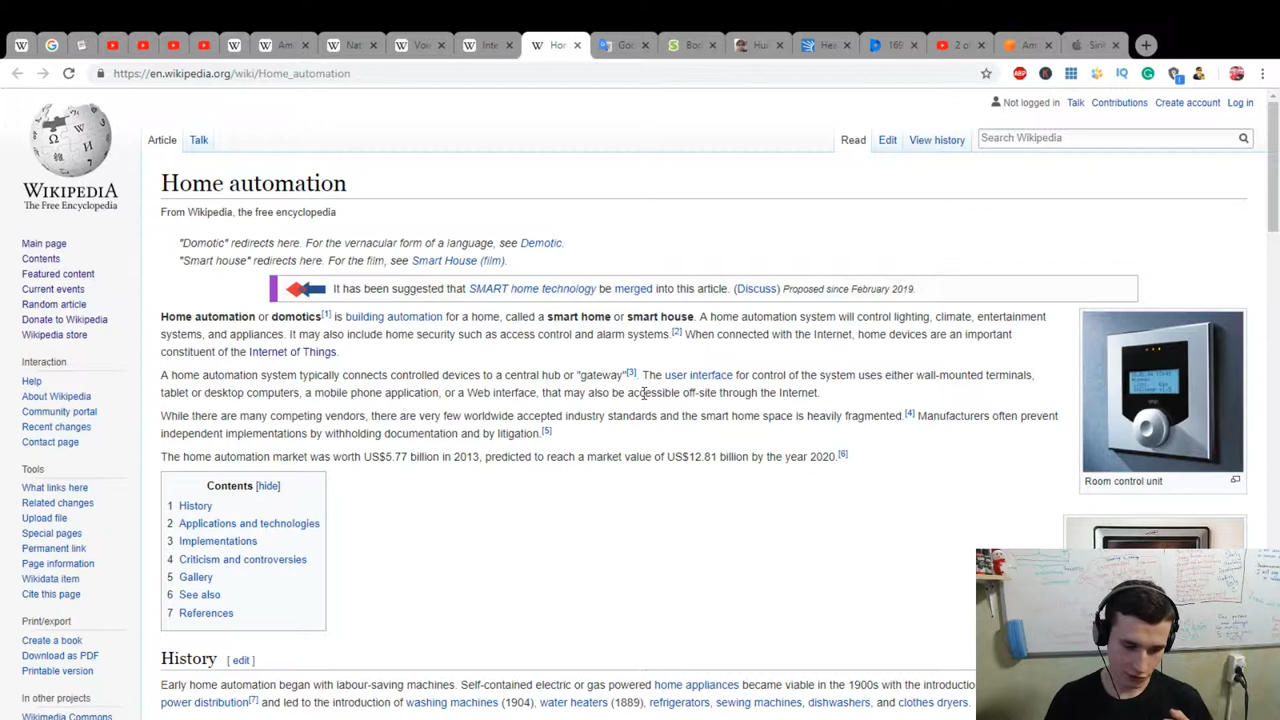 Am
Nat
Voi
Inte
Hor
Goo
Boo
Hui
Hea
169
2 of
Am
Sin
https://en.wikipedia.org/wiki/Home_automation
ABP
Not logged in Talk Contributions Create account Log in
Article Talk Read Edit View history Search Wikipedia
WIKIPEDIA
The Free Encyclopedia
Main page
Contents
Featured content
Current events
Random article
Donate to Wikipedia
Wikipedia store
Interaction
Help
About Wikipedia
Community portal
Recent changes
Contact page
Tools
What links here
Related changes
Upload file
Special pages
Permanent link
Page information
Wikidata item
Cite this page
Print/export
Create a book
Download as PDF
Printable version
In other projects
Wikimedia Commons
Home automation
From Wikipedia, the free encyclopedia
"Domotic" redirects here. For the vernacular form of a language, see Demotic.
"Smart house" redirects here. For the film, see Smart House (film).
It has been suggested that SMART home technology be merged into this article. (Discuss) Proposed since February 2019.
Home automation or domotics[1] is building automation for a home, called a smart home or smart house. A home automation system will control lighting, climate, entertainment
systems, and appliances. It may also include home security such as access control and alarm systems.[2] When connected with the Internet, home devices are an important
constituent of the Internet of Things.
A home automation system typically connects controlled devices to a central hub or "gateway"[3]. The user interface for control of the system uses either wall-mounted terminals,
tablet or desktop computers, a mobile phone application, or a Web interface, that may also be accessible off-site through the Internet.
While there are many competing vendors, there are very few worldwide accepted industry standards and the smart home space is heavily fragmented.[4] Manufacturers often prevent
independent implementations by withholding documentation and by litigation.[5]
The home automation market was worth US$5.77 billion in 2013, predicted to reach a market value of US$12.81 billion by the year 2020.[6]
Room control unit
Contents [hide]
1 History
2 Applications and technologies
3 Implementations
4 Criticism and controversies
5 Gallery
6 See also
7 References
History [ edit ]
Early home automation began with labour-saving machines. Self-contained electric or gas powered home appliances became viable in the 1900s with the introductio
power distribution[7] and led to the introduction of washing machines (1904), water heaters (1889), refrigerators, sewing machines, dishwashers, and clothes dryers.